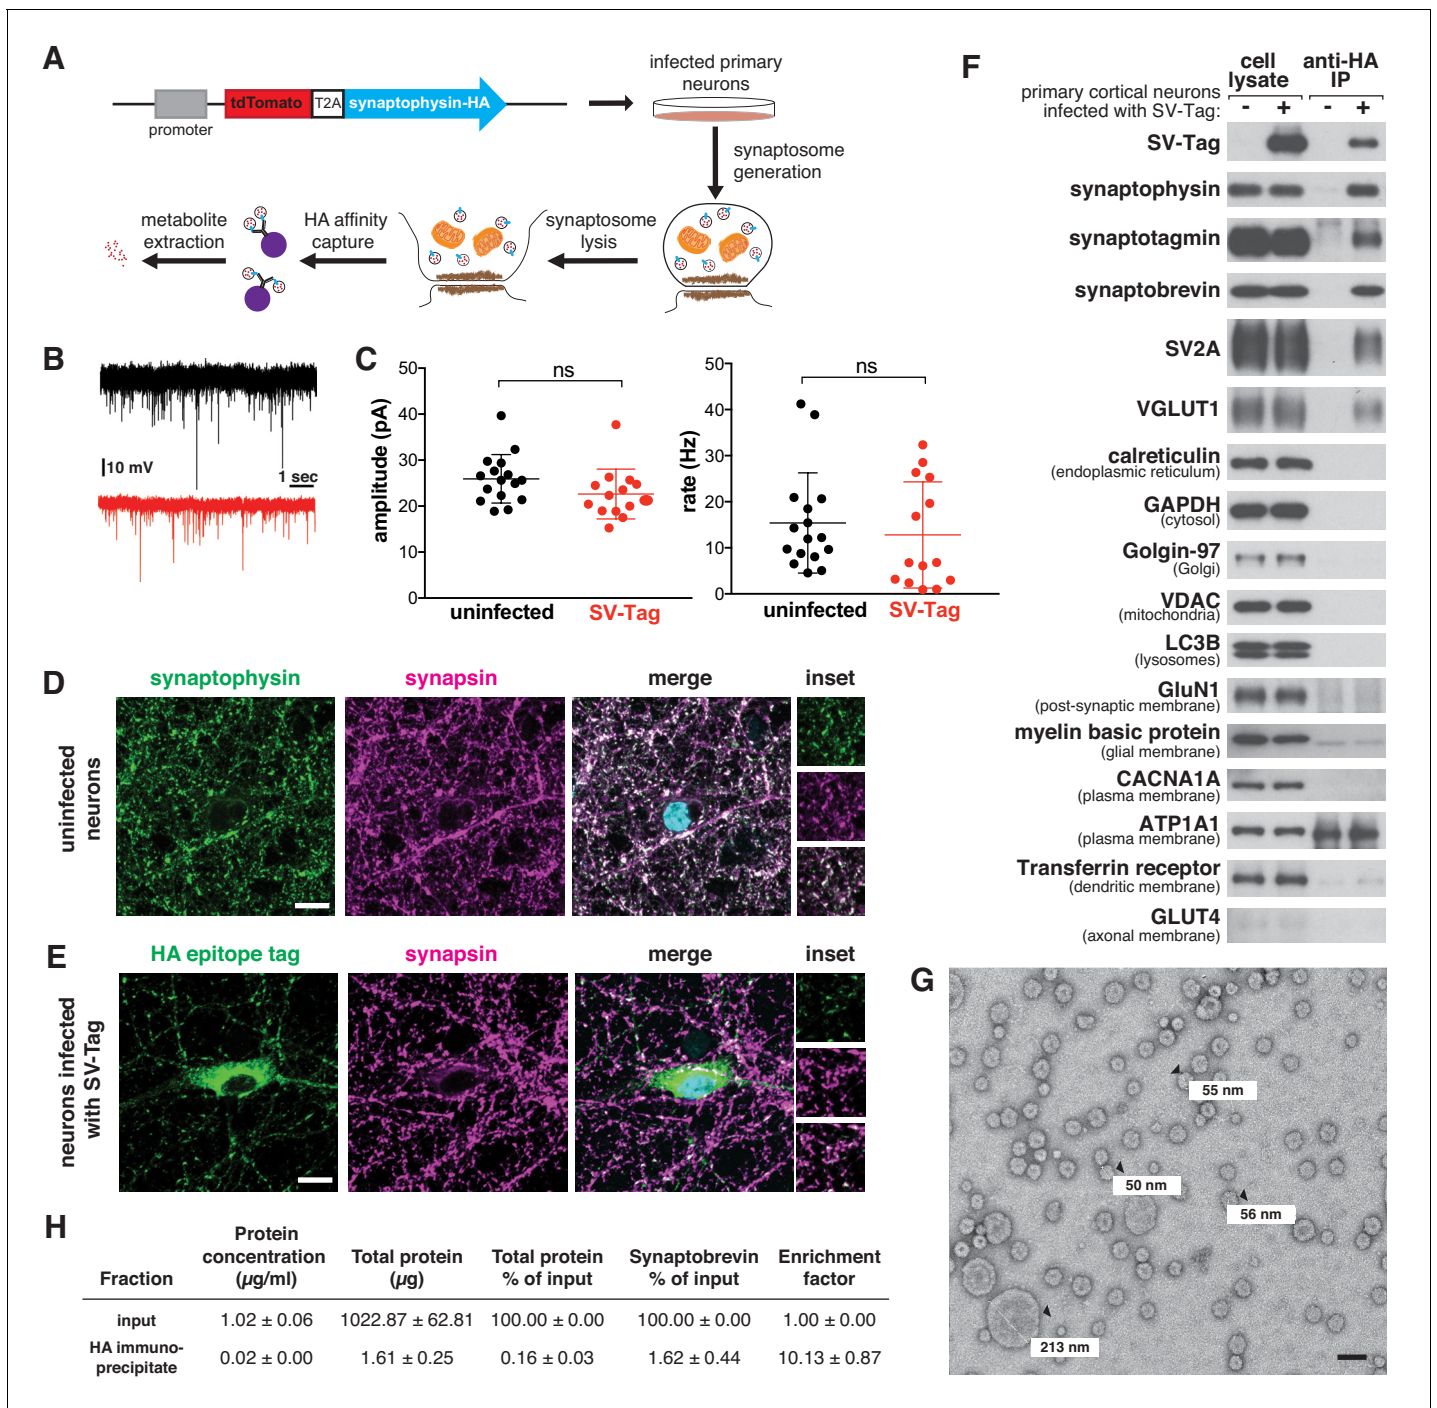 A
promoter
tdTomato
T2A
synaptophysin-HA
infected primary
neurons
synaptosome
generation
synaptosome
lysis
HA affinity
capture
metabolite
extraction
B
10 mV
1 sec
C
amplitude (pA)
50
40
30
20
10
0
ns
uninfected
SV-Tag
rate (Hz)
50
40
30
20
10
0
ns
uninfected
SV-Tag
D
synaptophysin
synapsin
merge
inset
uninfected
neurons
E
HA epitope tag
synapsin
merge
inset
neurons infected
with SV-Tag
F
cell
lysate
anti-HA
IP
primary cortical neurons
infected with SV-Tag:
- + - +
SV-Tag
synaptophysin
synaptotagmin
synaptobrevin
SV2A
VGLUT1
calreticulin
(endoplasmic reticulum)
GAPDH
(cytosol)
Golgin-97
(Golgi)
VDAC
(mitochondria)
LC3B
(lysosomes)
GluN1
(post-synaptic membrane)
myelin basic protein
(glial membrane)
CACNA1A
(plasma membrane)
ATP1A1
(plasma membrane)
Transferrin receptor
(dendritic membrane)
GLUT4
(axonal membrane)
G
55 nm
50 nm
56 nm
213 nm
H
Fraction
Protein
concentration
(µg/ml)
Total protein
(µg)
Total protein
% of input
Synaptobrevin
% of input
Enrichment
factor
input 1.02 ± 0.06 1022.87 ± 62.81 100.00 ± 0.00 100.00 ± 0.00 1.00 ± 0.00
HA immuno-
precipitate
0.02 ± 0.00 1.61 ± 0.25 0.16 ± 0.03 1.62 ± 0.44 10.13 ± 0.87